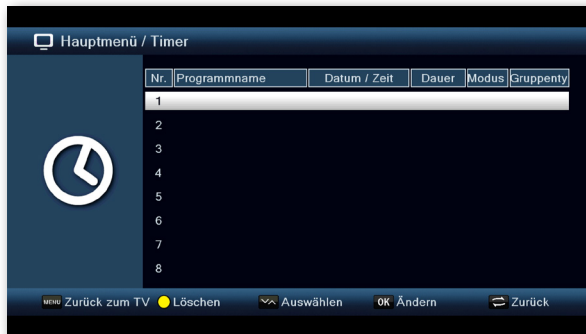 Hauptmenü / Timer
Nr. Programmname Datum / Zeit Dauer Modus Gruppenty
1
2
3
4
5
6
7
8
MENU Zurück zum TV Löschen Auswählen OK Ändern Zurück